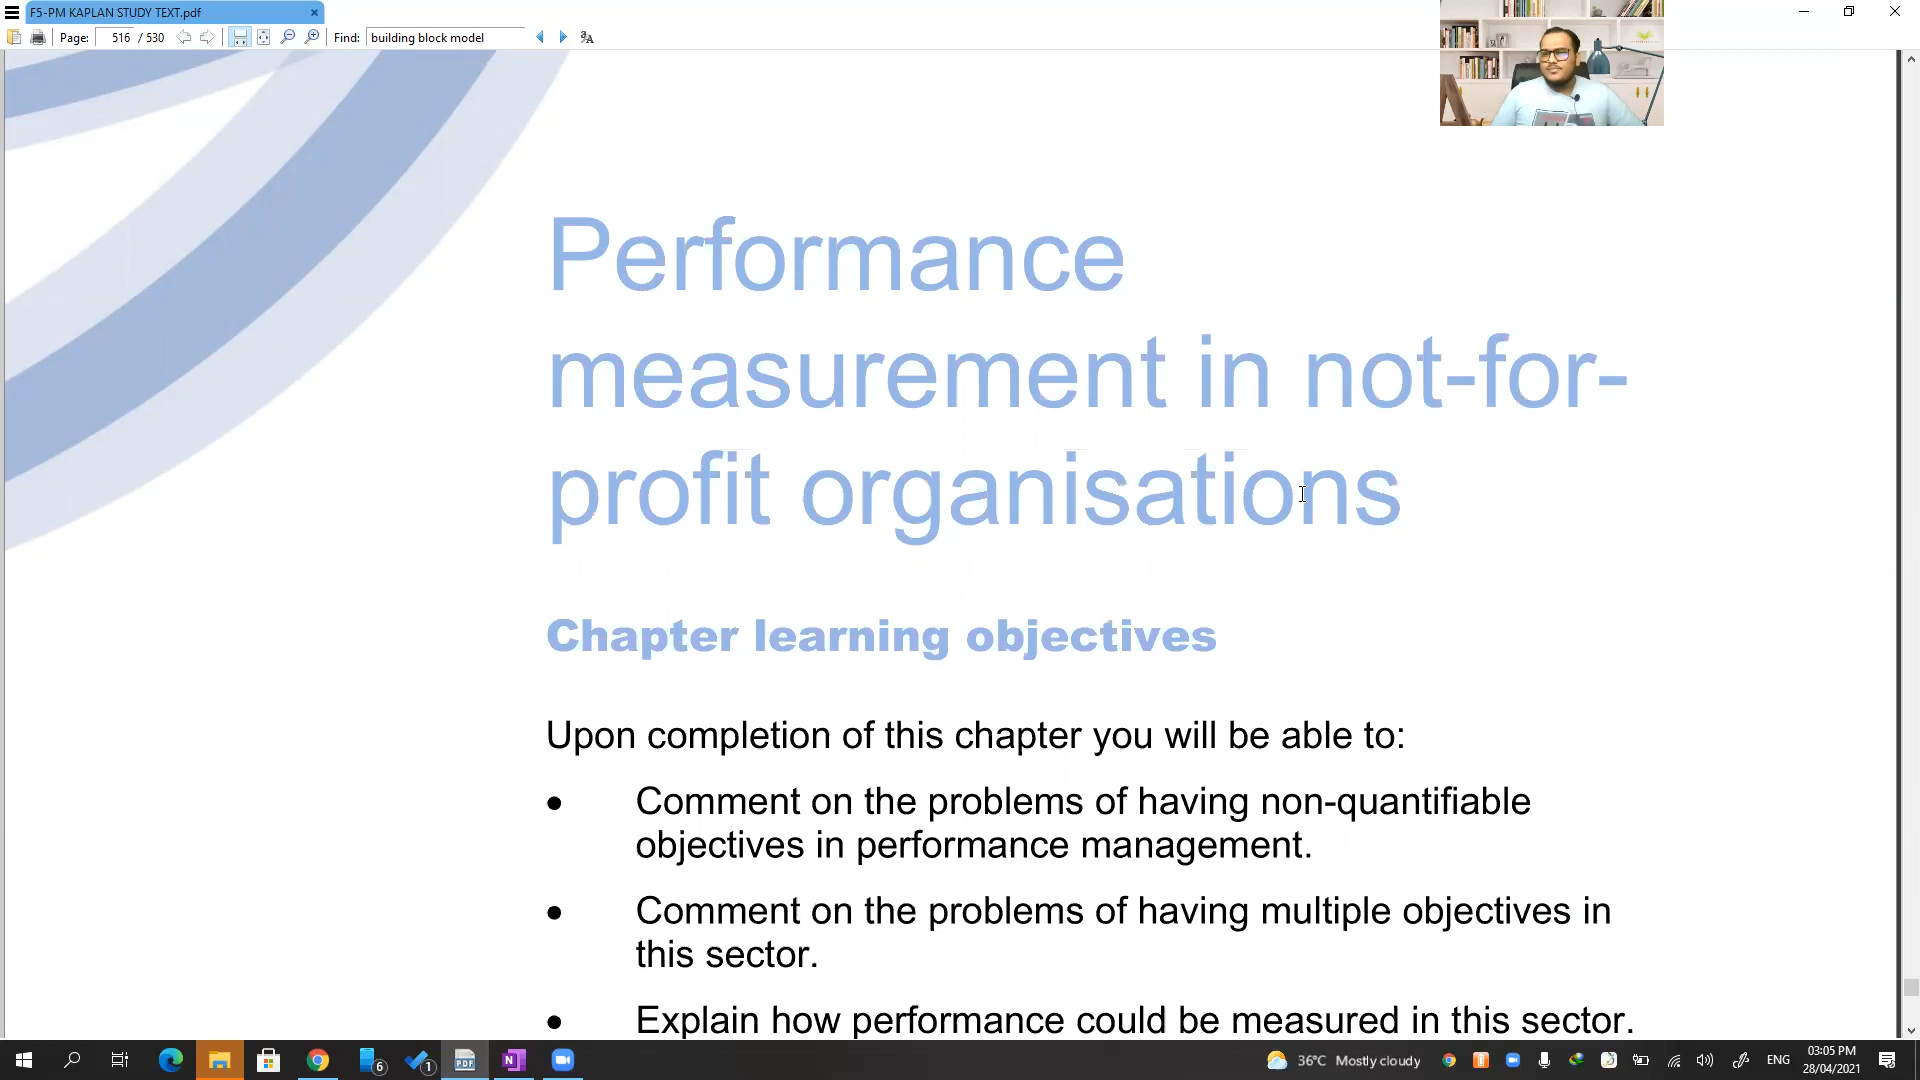 F5-PM KAPLAN STUDY TEXT.pdf
Page: 516 / 530 Find: building block model
Performance
measurement in not-for-
profit organisations
Chapter learning objectives
Upon completion of this chapter you will be able to:
• Comment on the problems of having non-quantifiable
objectives in performance management.
• Comment on the problems of having multiple objectives in
this sector.
• Explain how performance could be measured in this sector.
6
1
PDF
N
36°C Mostly cloudy
ENG
03:05 PM
28/04/2021